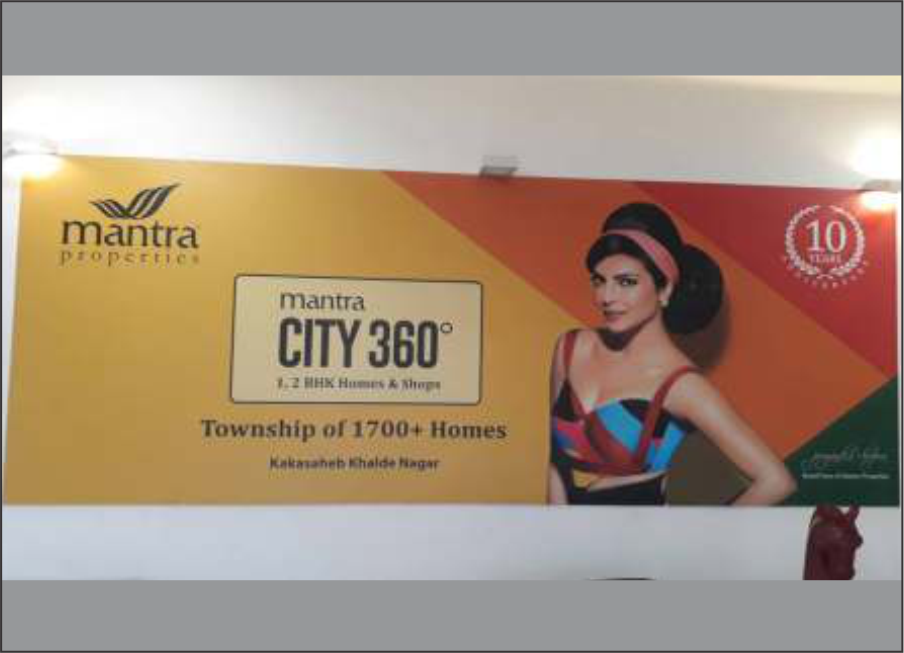 mantra
properties
mantra
CITY 360°
1, 2 BHK Homes & Shops
Township of 1700+ Homes
Kakasaheb Khalde Nagar
10
YEARS